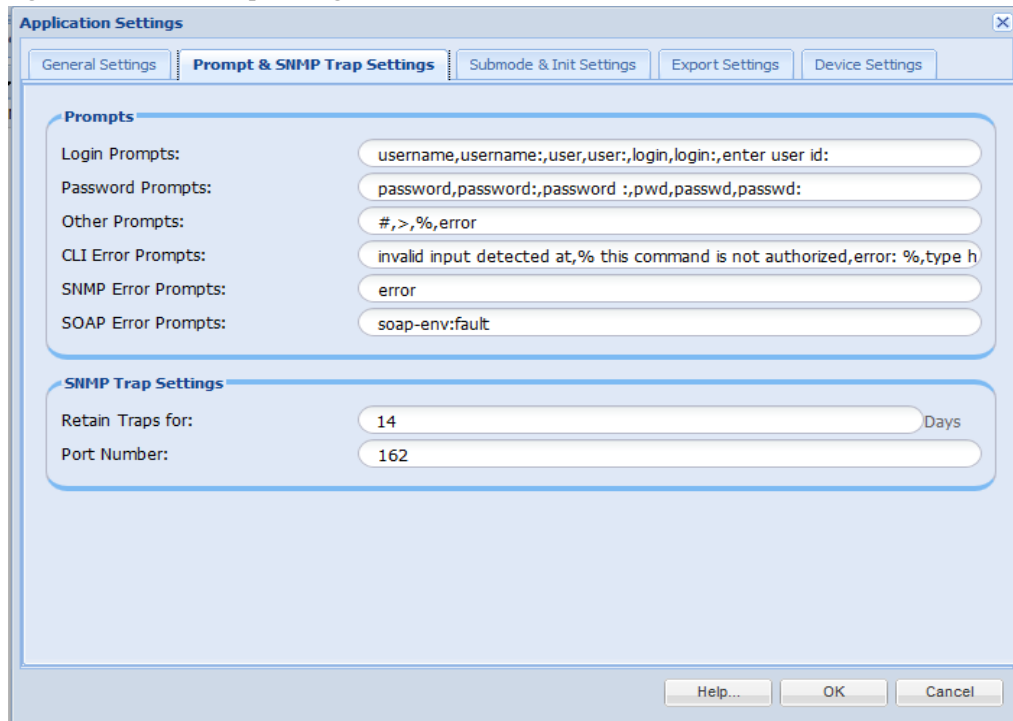 Application Settings
General Settings Prompt & SNMP Trap Settings Submode & Init Settings Export Settings Device Settings
Prompts
Login Prompts: username,username:,user,user:,login,login:,enter user id:
Password Prompts: password,password:,password :,pwd,passwd,passwd:
Other Prompts: #,>,%,error
CLI Error Prompts: invalid input detected at,% this command is not authorized,error: %,type h
SNMP Error Prompts: error
SOAP Error Prompts: soap-env:fault
SNMP Trap Settings
Retain Traps for: 14 Days
Port Number: 162
Help... OK Cancel